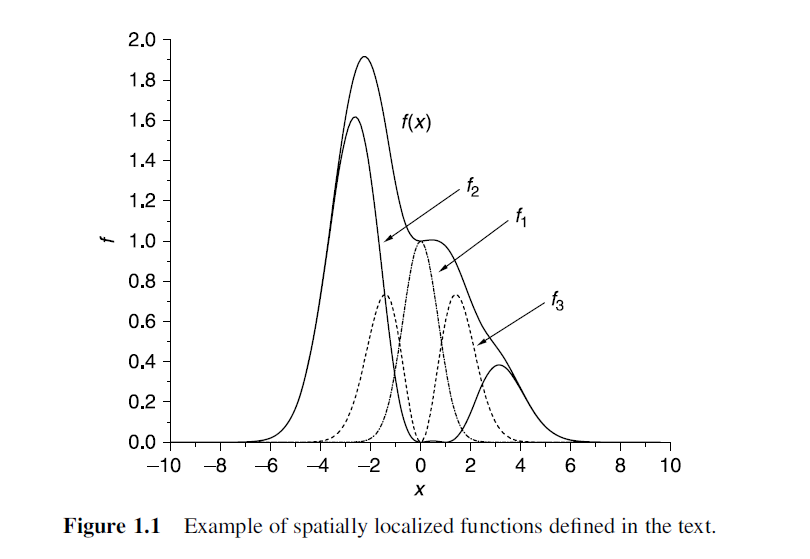 2.0
1.8
1.6
1.4
1.2
1.0
0.8
0.6
0.4
0.2
0.0
f
f(x)
f2
f1
f3
−10 −8 −6 −4 −2 0 2 4 6 8 10
x
Figure 1.1 Example of spatially localized functions defined in the text.